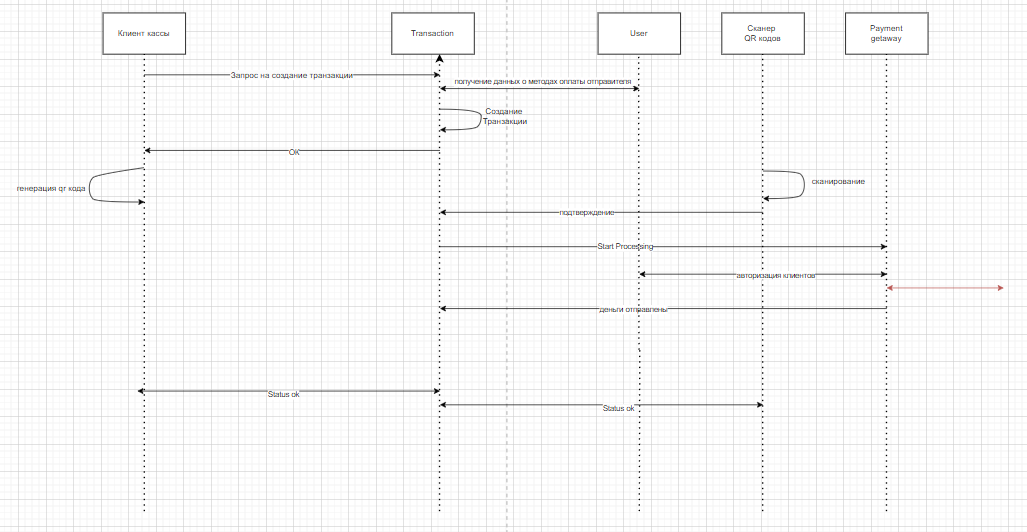 Клиент кассы
Transaction
User
Сканер
QR кодов
Payment
getaway
Запрос на создание транзакции
получение данных о методах оплаты отправителя
Создание
Транзакции
OK
генерация qr кода
сканирование
подтверждение
Start Processing
авторизация клиентов
деньги отправлены
Status ok
Status ok